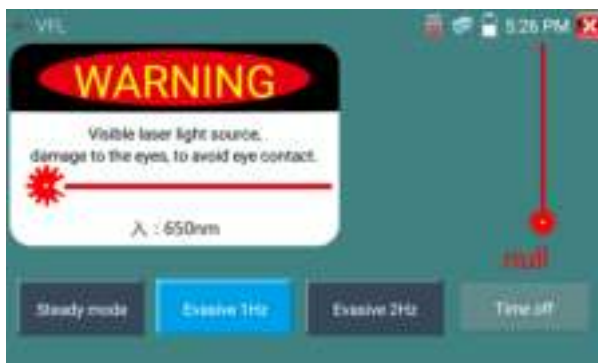 VFL
5:26 PM
WARNING
Visible laser light source,
damage to the eyes, to avoid eye contact.
入 : 650nm
null
Steady mode
Evasive 1Hz
Evasive 2Hz
Time off